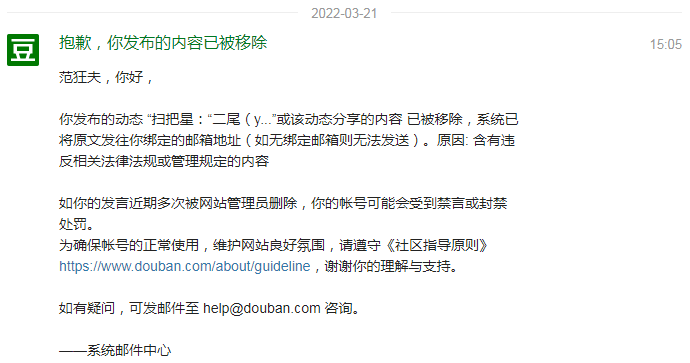 2022-03-21
豆
抱歉，你发布的内容已被移除
15:05
范狂夫，你好，
你发布的动态 “扫把星：“二尾（y...”或该动态分享的内容 已被移除，系统已
将原文发往你绑定的邮箱地址（如无绑定邮箱则无法发送）。原因: 含有违
反相关法律法规或管理规定的内容
如你的发言近期多次被网站管理员删除，你的帐号可能会受到禁言或封禁
处罚。
为确保帐号的正常使用，维护网站良好氛围，请遵守《社区指导原则》
https://www.douban.com/about/guideline，谢谢你的理解与支持。
如有疑问，可发邮件至 help@douban.com 咨询。
——系统邮件中心